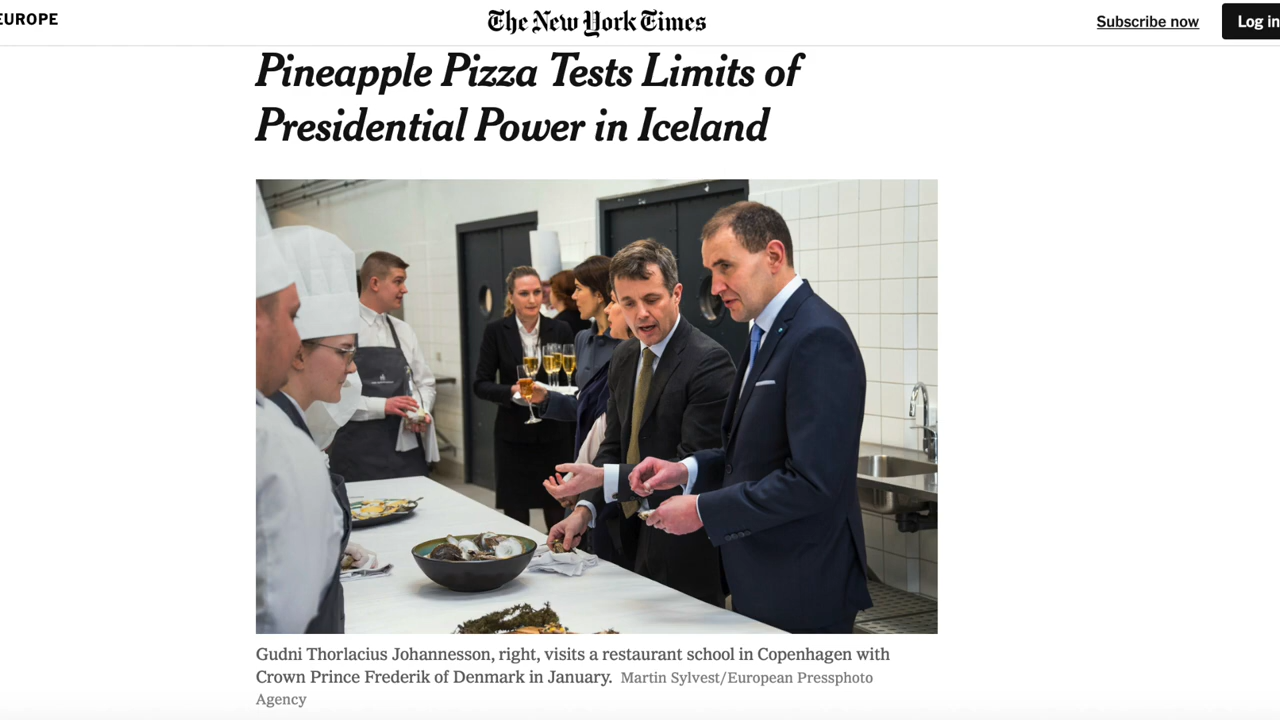 EUROPE
The New York Times
Subscribe now
Log in
Pineapple Pizza Tests Limits of
Presidential Power in Iceland
Gudni Thorlacius Johannesson, right, visits a restaurant school in Copenhagen with
Crown Prince Frederik of Denmark in January. Martin Sylvest/European Pressphoto
Agency